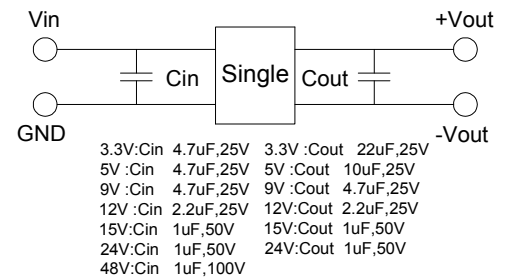 Vin +Vout
Cin Single Cout
GND -Vout
3.3V:Cin 4.7uF,25V 3.3V :Cout 22uF,25V
5V :Cin 4.7uF,25V 5V :Cout 10uF,25V
9V :Cin 4.7uF,25V 9V :Cout 4.7uF,25V
12V :Cin 2.2uF,25V 12V:Cout 2.2uF,25V
15V:Cin 1uF,50V 15V:Cout 1uF,50V
24V:Cin 1uF,50V 24V:Cout 1uF,50V
48V:Cin 1uF,100V